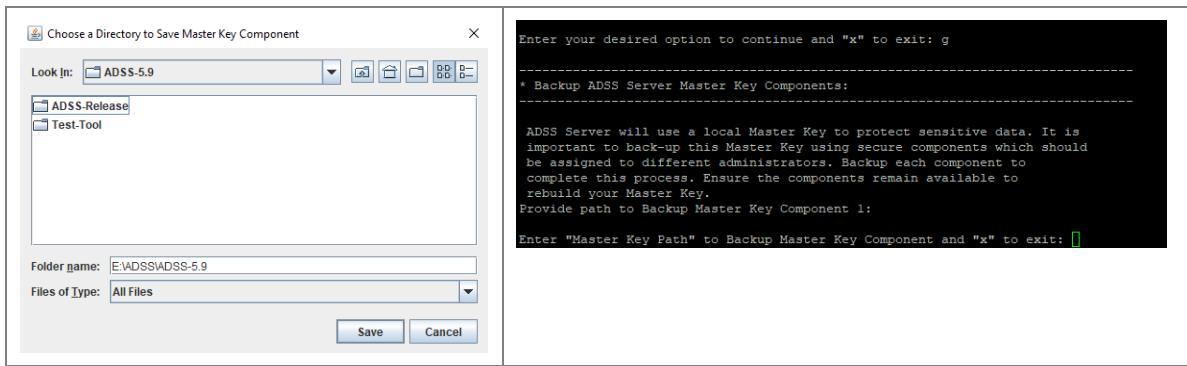 Choose a Directory to Save Master Key Component
Look In: ADSS-5.9
ADSS-Release
Test-Tool
Folder name: E:\ADSS\ADSS-5.9
Files of Type: All Files
Save Cancel
Enter your desired option to continue and "x" to exit: g
--------------------------------------------------------------------------------
* Backup ADSS Server Master Key Components:
--------------------------------------------------------------------------------
ADSS Server will use a local Master Key to protect sensitive data. It is
important to back-up this Master Key using secure components which should
be assigned to different administrators. Backup each component to
complete this process. Ensure the components remain available to
rebuild your Master Key.
Provide path to Backup Master Key Component 1:
Enter "Master Key Path" to Backup Master Key Component and "x" to exit: